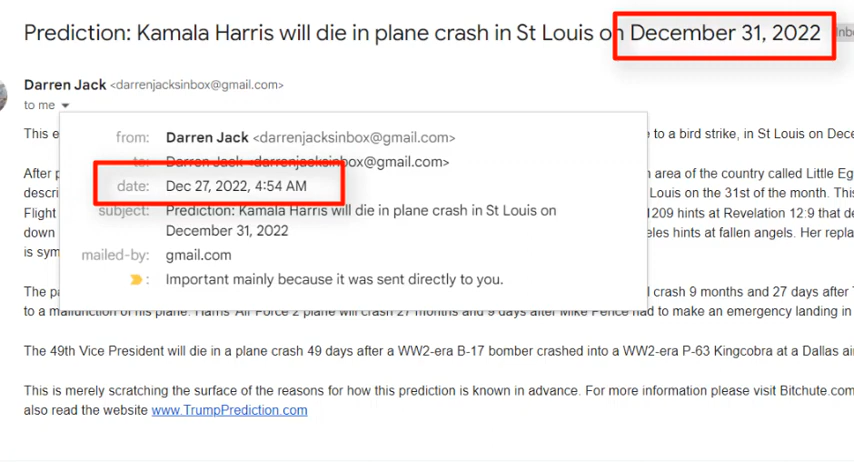 Prediction: Kamala Harris will die in plane crash in St Louis on December 31, 2022
Darren Jack <darrenjacksinbox@gmail.com>
to me
This e to a bird strike, in St Louis on Dece
from: Darren Jack <darrenjacksinbox@gmail.com>
to: Darren Jack <darrenjacksinbox@gmail.com>
After p n area of the country called Little Eg
date: Dec 27, 2022, 4:54 AM
descri Louis on the 31st of the month. This
subject: Prediction: Kamala Harris will die in plane crash in St Louis on
Flight 1209 hints at Revelation 12:9 that de
December 31, 2022
down eles hints at fallen angels. Her repla
mailed-by: gmail.com
is sym
: Important mainly because it was sent directly to you.
The pa l crash 9 months and 27 days after
to a malfunction of his plane. Harris' Air Force 2 plane will crash 27 months and 9 days after Mike Pence had to make an emergency landing in
The 49th Vice President will die in a plane crash 49 days after a WW2-era B-17 bomber crashed into a WW2-era P-63 Kingcobra at a Dallas air
This is merely scratching the surface of the reasons for how this prediction is known in advance. For more information please visit Bitchute.com
also read the website www.TrumpPrediction.com